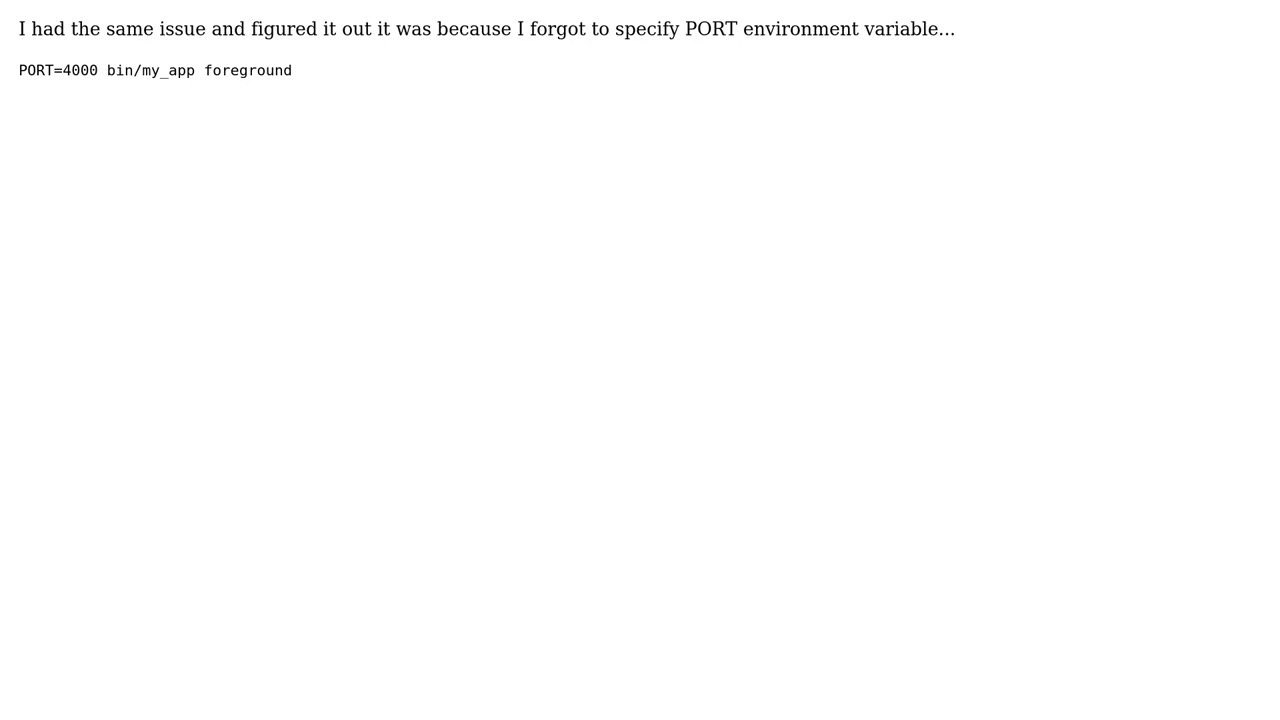 I had the same issue and figured it out it was because I forgot to specify PORT environment variable...
PORT=4000 bin/my_app foreground